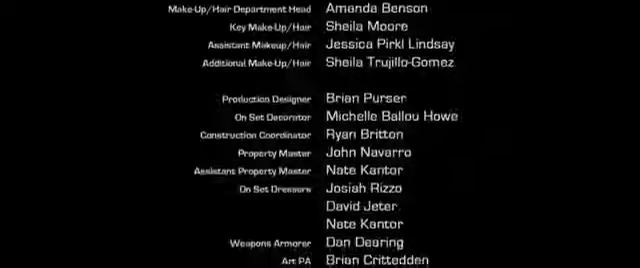 Make-Up/Hair Department Head Amanda Benson
Key Make-Up/Hair Sheila Moore
Assistant Makeup/Hair Jessica Pirkl Lindsay
Additional Make-Up/Hair Sheila Trujillo-Gomez
Production Designer Brian Purser
On Set Decorator Michelle Ballou Howe
Construction Coordinator Ryan Britton
Property Master John Navarro
Assistant Property Master Nate Kantor
On Set Dressers Josiah Rizzo
David Jeter
Nate Kantor
Weapons Armorer Dan Dearing
Art PA Brian Crittedden